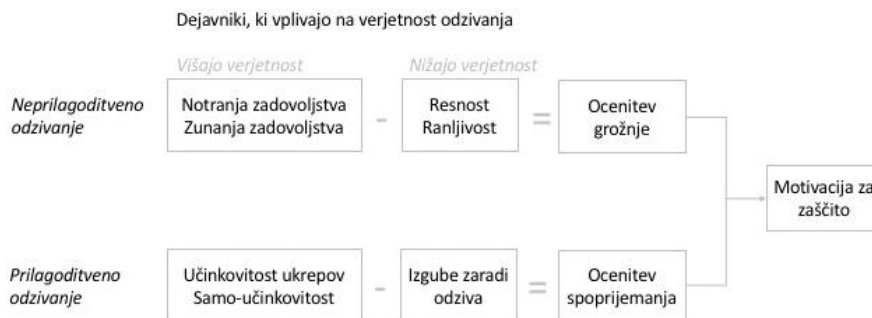 Dejavniki, ki vplivajo na verjetnost odzivanja
Višajo verjetnost
Nižajo verjetnost
Neprilagoditveno
odzivanje
Notranja zadovoljstva
Zunanja zadovoljstva
-
Resnost
Ranljivost
=
Ocenitev
grožnje
Motivacija za
zaščito
Prilagoditveno
odzivanje
Učinkovitost ukrepov
Samo-učinkovitost
-
Izgube zaradi
odziva
=
Ocenitev
spoprijemanja